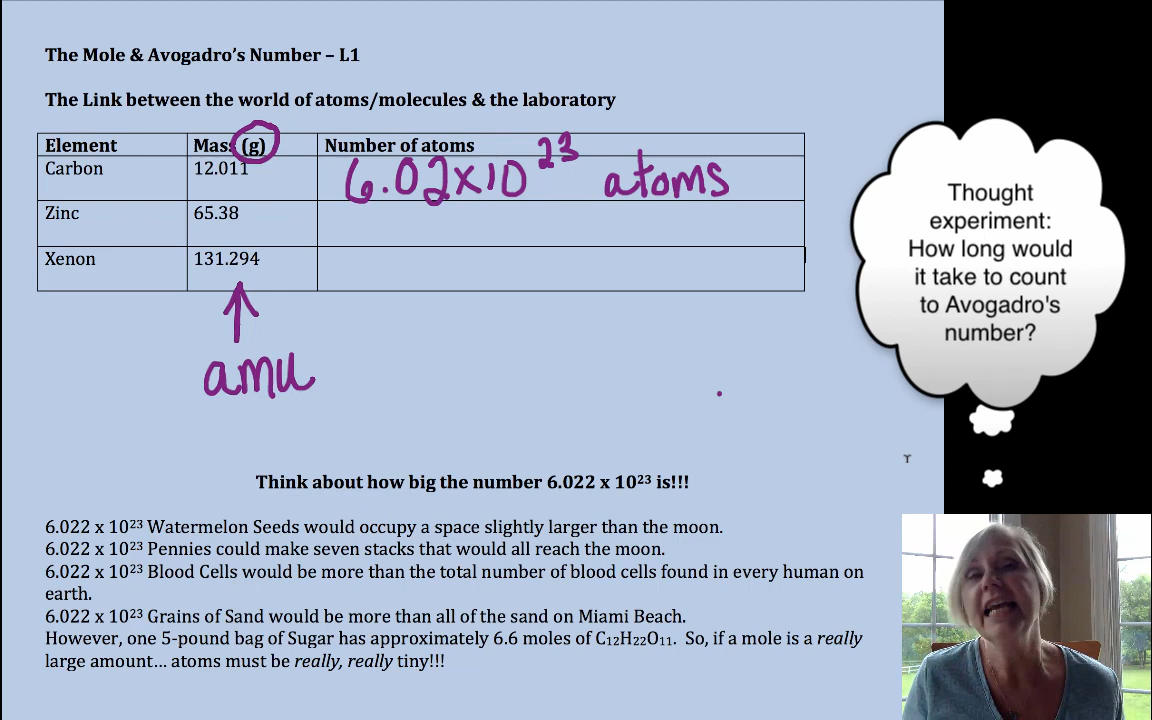 The Mole & Avogadro's Number – L1
The Link between the world of atoms/molecules & the laboratory
Element Mass (g) Number of atoms
Carbon 12.011 6.02x10²³ atoms
Zinc 65.38
Xenon 131.294
amu
Thought
experiment:
How long would
it take to count
to Avogadro's
number?
Think about how big the number 6.022 x 10²³ is!!!
6.022 x 10²³ Watermelon Seeds would occupy a space slightly larger than the moon.
6.022 x 10²³ Pennies could make seven stacks that would all reach the moon.
6.022 x 10²³ Blood Cells would be more than the total number of blood cells found in every human on
earth.
6.022 x 10²³ Grains of Sand would be more than all of the sand on Miami Beach.
However, one 5-pound bag of Sugar has approximately 6.6 moles of C₁₂H₂₂O₁₁. So, if a mole is a really
large amount… atoms must be really, really tiny!!!